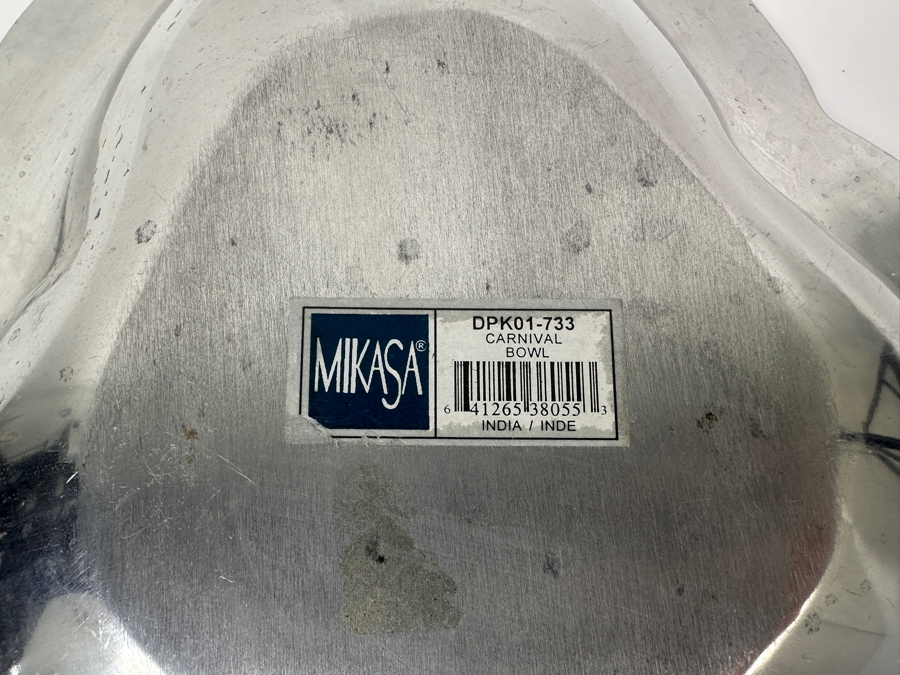 MIKASA®
DPK01-733
CARNIVAL
BOWL
6 41265 38055 3
INDIA / INDE